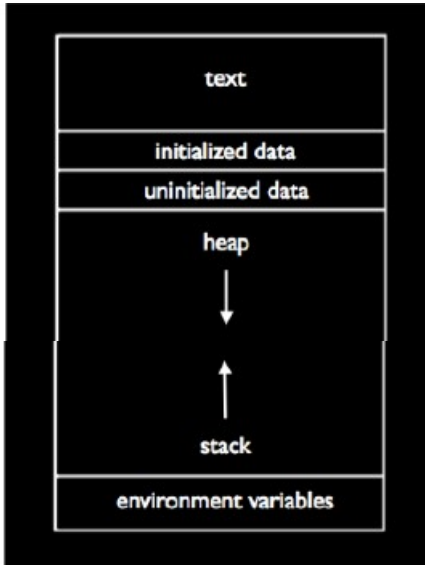 text
initialized data
uninitialized data
heap
stack
environment variables